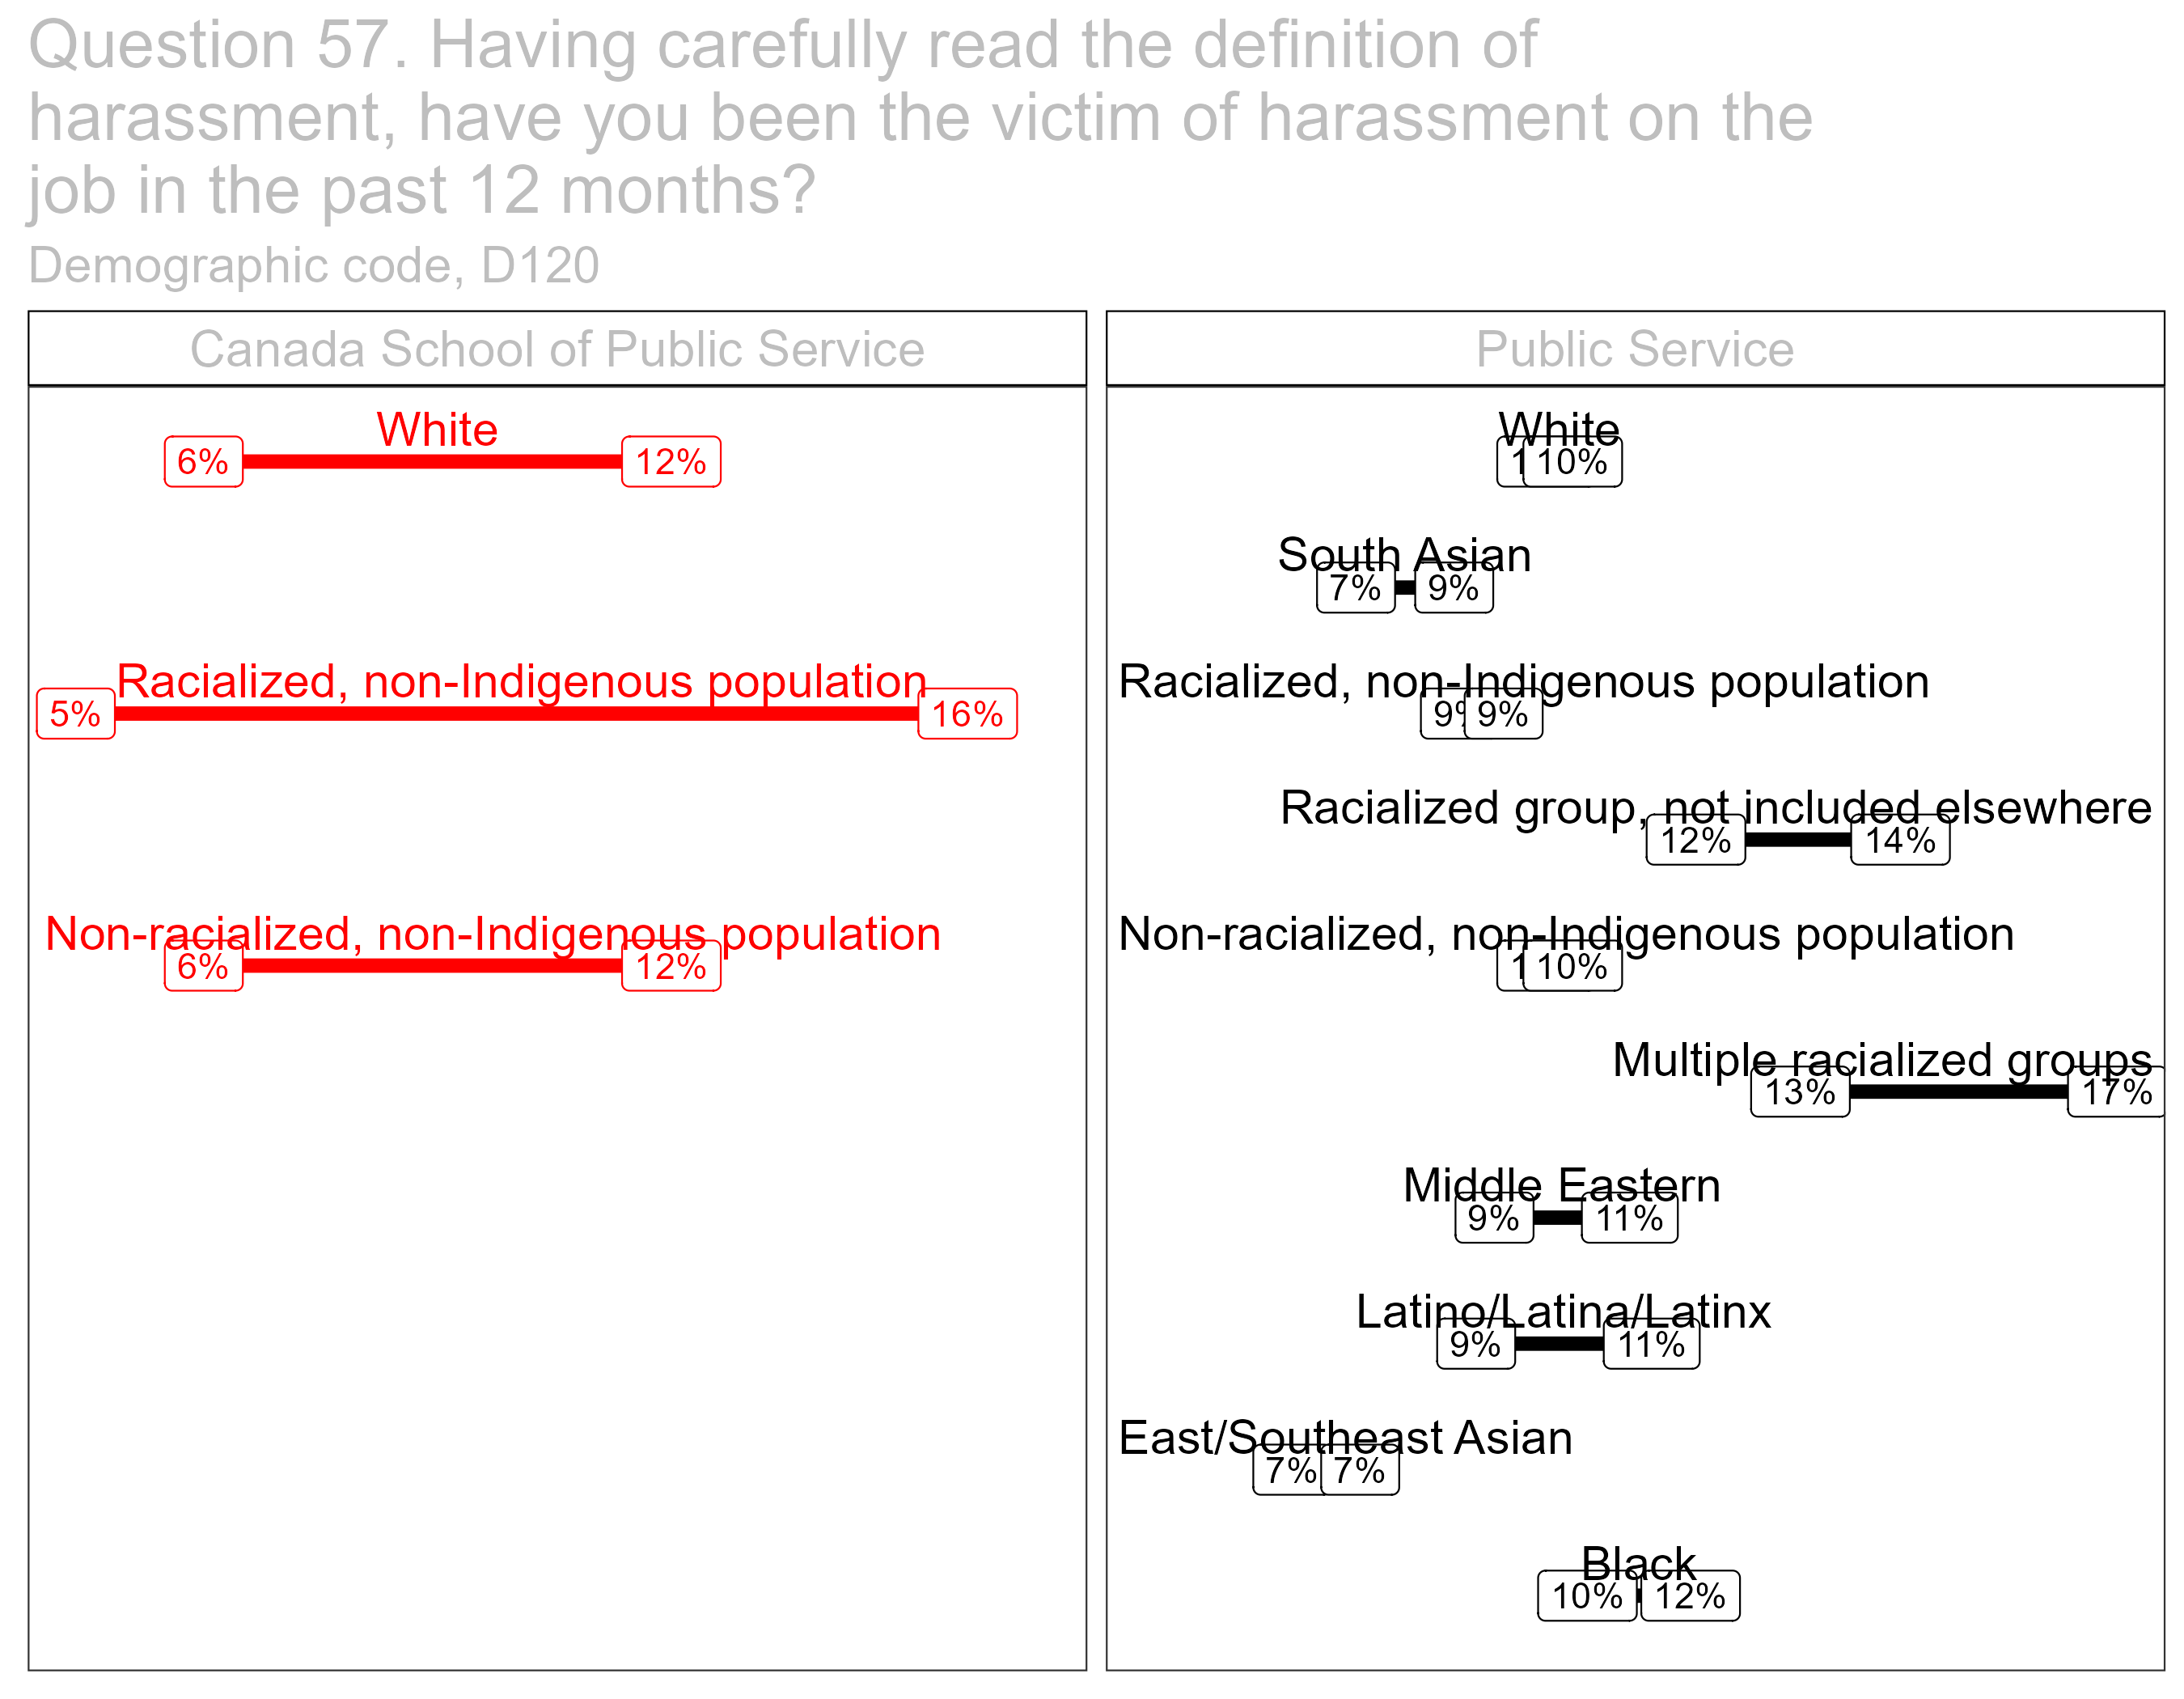 Question 57. Having carefully read the definition of
harassment, have you been the victim of harassment on the
job in the past 12 months?
Demographic code, D120
Canada School of Public Service
White
6% 12%
Racialized, non-Indigenous population
5% 16%
Non-racialized, non-Indigenous population
6% 12%
Public Service
White
10%
South Asian
7% 9%
Racialized, non-Indigenous population
9% 9%
Racialized group, not included elsewhere
12% 14%
Non-racialized, non-Indigenous population
10%
Multiple racialized groups
13% 17%
Middle Eastern
9% 11%
Latino/Latina/Latinx
9% 11%
East/Southeast Asian
7% 7%
Black
10% 12%